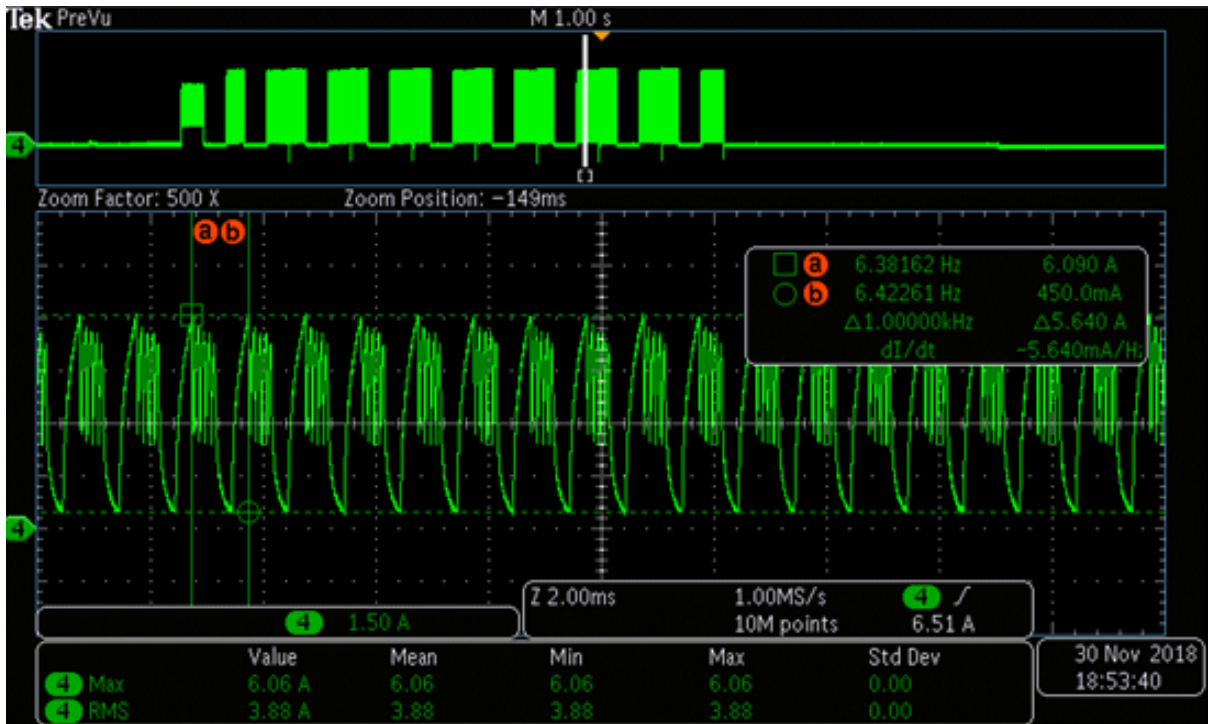 Tek PreVu M 1.00 s
4
Zoom Factor: 500 X Zoom Position: -149ms
a b
a 6.38162 Hz 6.090 A
b 6.42261 Hz 450.0mA
Δ1.00000kHz Δ5.640 A
dI/dt -5.640mA/Hz
4
4 1.50 A
Z 2.00ms 1.00MS/s 4
10M points 6.51 A
Value Mean Min Max Std Dev
4 Max 6.06 A 6.06 6.06 6.06 0.00
4 RMS 3.88 A 3.88 3.88 3.88 0.00
30 Nov 2018
18:53:40